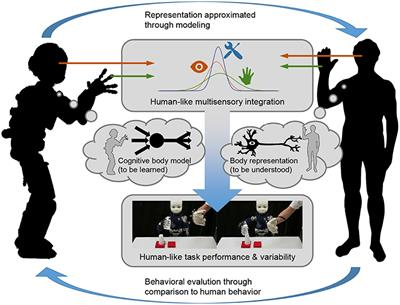 Representation approximated
through modeling
Human-like multisensory integration
Cognitive body model
(to be learned)
Body representation
(to be understood)
Human-like task performance & variability
Behavioral evalution through
comparison to human behavior